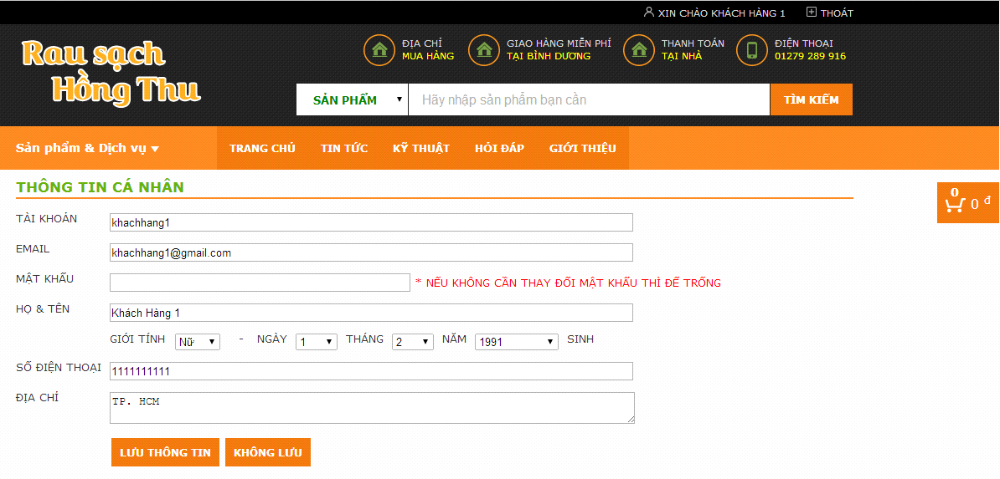 XIN CHÀO KHÁCH HÀNG 1 THOÁT
Rau sạch
Hồng Thu
ĐỊA CHỈ
MUA HÀNG
GIAO HÀNG MIỄN PHÍ
TẠI BÌNH DƯƠNG
THANH TOÁN
TẠI NHÀ
ĐIỆN THOẠI
01279 289 916
SẢN PHẨM
Hãy nhập sản phẩm bạn cần
TÌM KIẾM
Sản phẩm & Dịch vụ
TRANG CHỦ TIN TỨC KỸ THUẬT HỎI ĐÁP GIỚI THIỆU
THÔNG TIN CÁ NHÂN
0
0 đ
TÀI KHOẢN khachhang1
EMAIL khachhang1@gmail.com
MẬT KHẨU * NẾU KHÔNG CẦN THAY ĐỔI MẬT KHẨU THÌ ĐỂ TRỐNG
HỌ & TÊN Khách Hàng 1
GIỚI TÍNH Nữ - NGÀY 1 THÁNG 2 NĂM 1991 SINH
SỐ ĐIỆN THOẠI 1111111111
ĐỊA CHỈ TP. HCM
LƯU THÔNG TIN KHÔNG LƯU